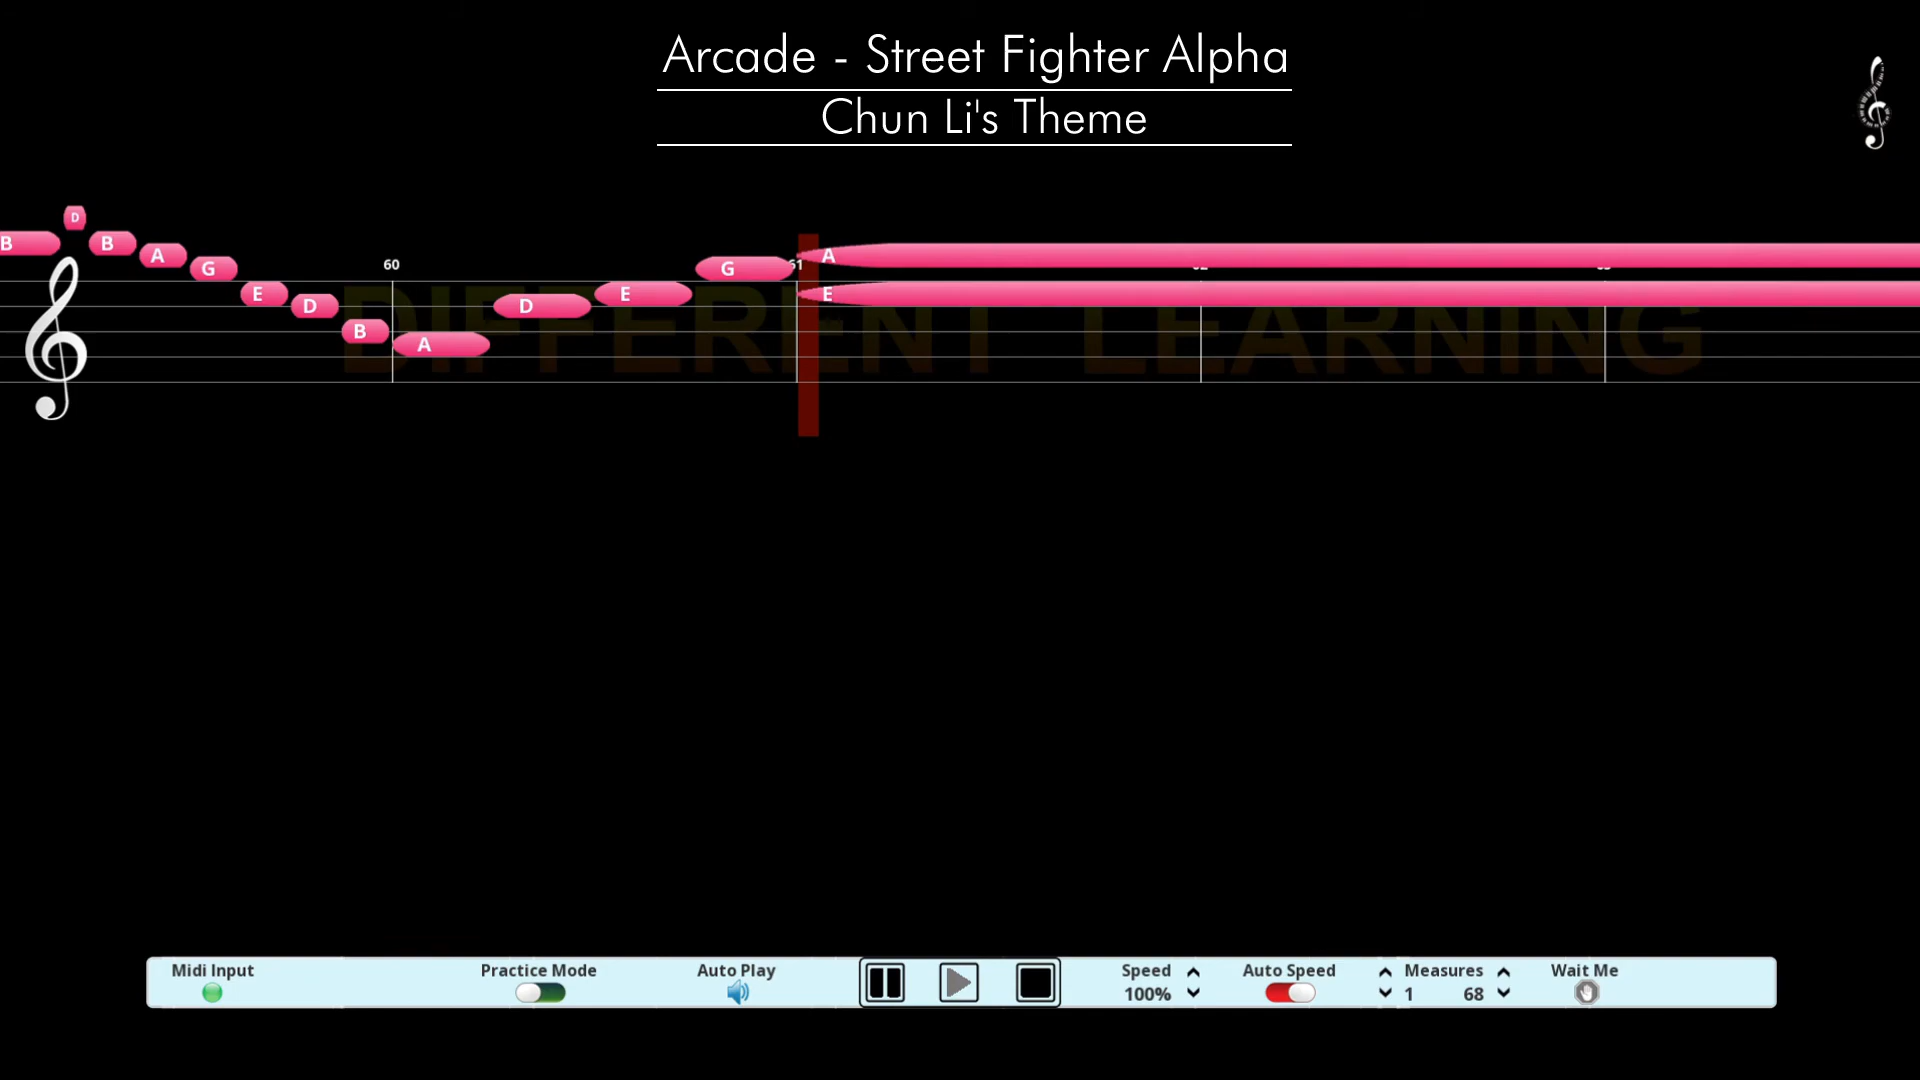 Arcade - Street Fighter Alpha
Chun Li's Theme
D
B B A G
E D B
60
A D E G
61
A
E
DIFFERENT LEARNING
Midi Input Practice Mode Auto Play Speed Auto Speed Measures Wait Me
100% 1 68